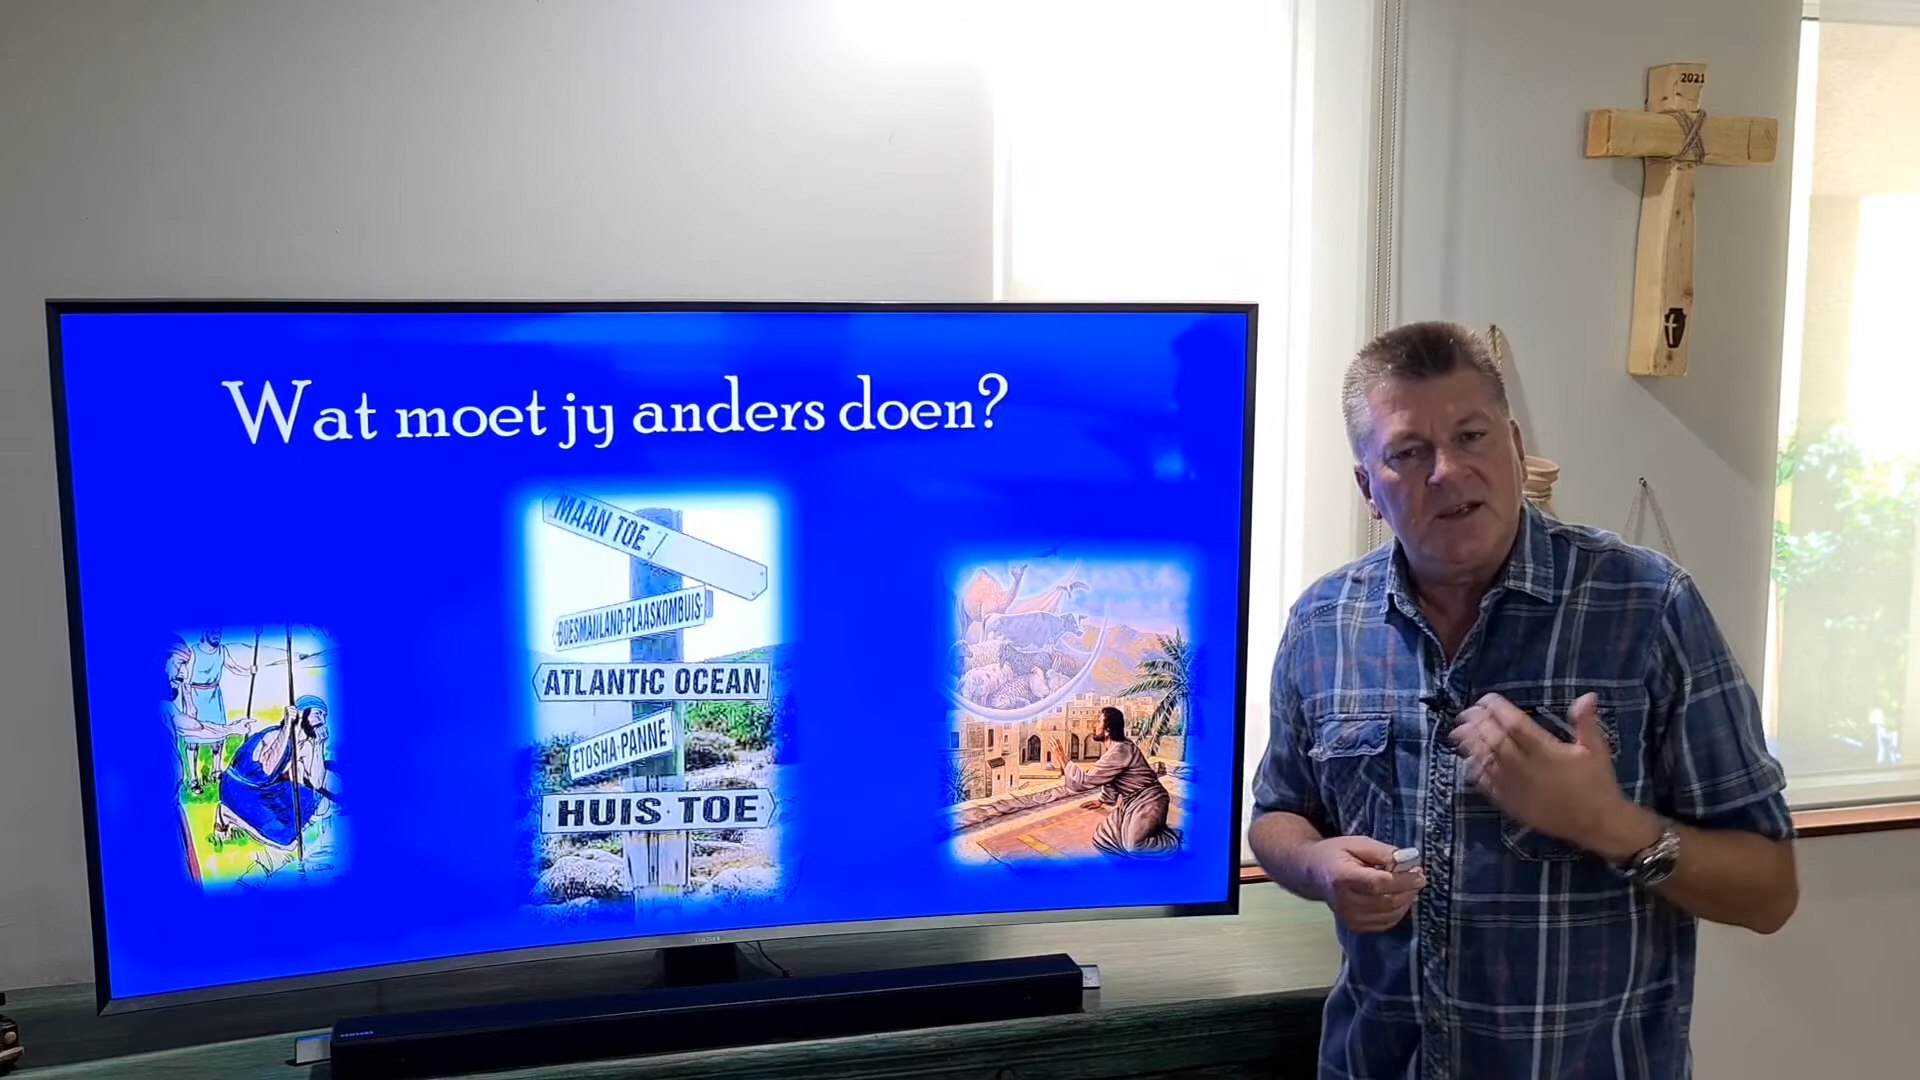 2021
Wat moet jy anders doen?
MAAN TOE
BOESMANLAND-PLAASKOMBUIS
ATLANTIC OCEAN
ETOSHA-PANNE
HUIS TOE
SAMSUNG